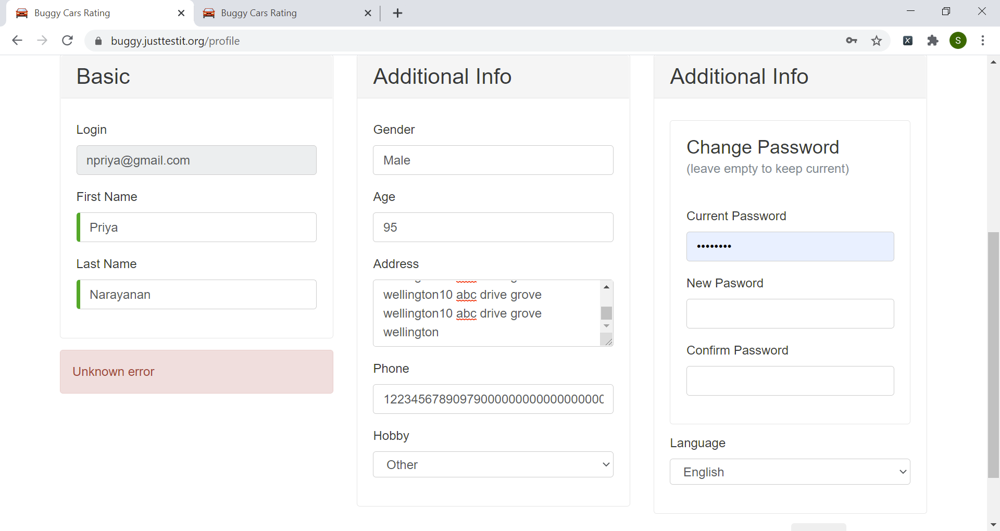 Buggy Cars Rating
Buggy Cars Rating
buggy.justtestit.org/profile
X
S
Basic
Login
npriya@gmail.com
First Name
Priya
Last Name
Narayanan
Unknown error
Additional Info
Gender
Male
Age
95
Address
wellington10 abc drive grove
wellington10 abc drive grove
wellington
Phone
Hobby
Other
Additional Info
Change Password
(leave empty to keep current)
Current Password
••••••••
New Pasword
Confirm Password
Language
English